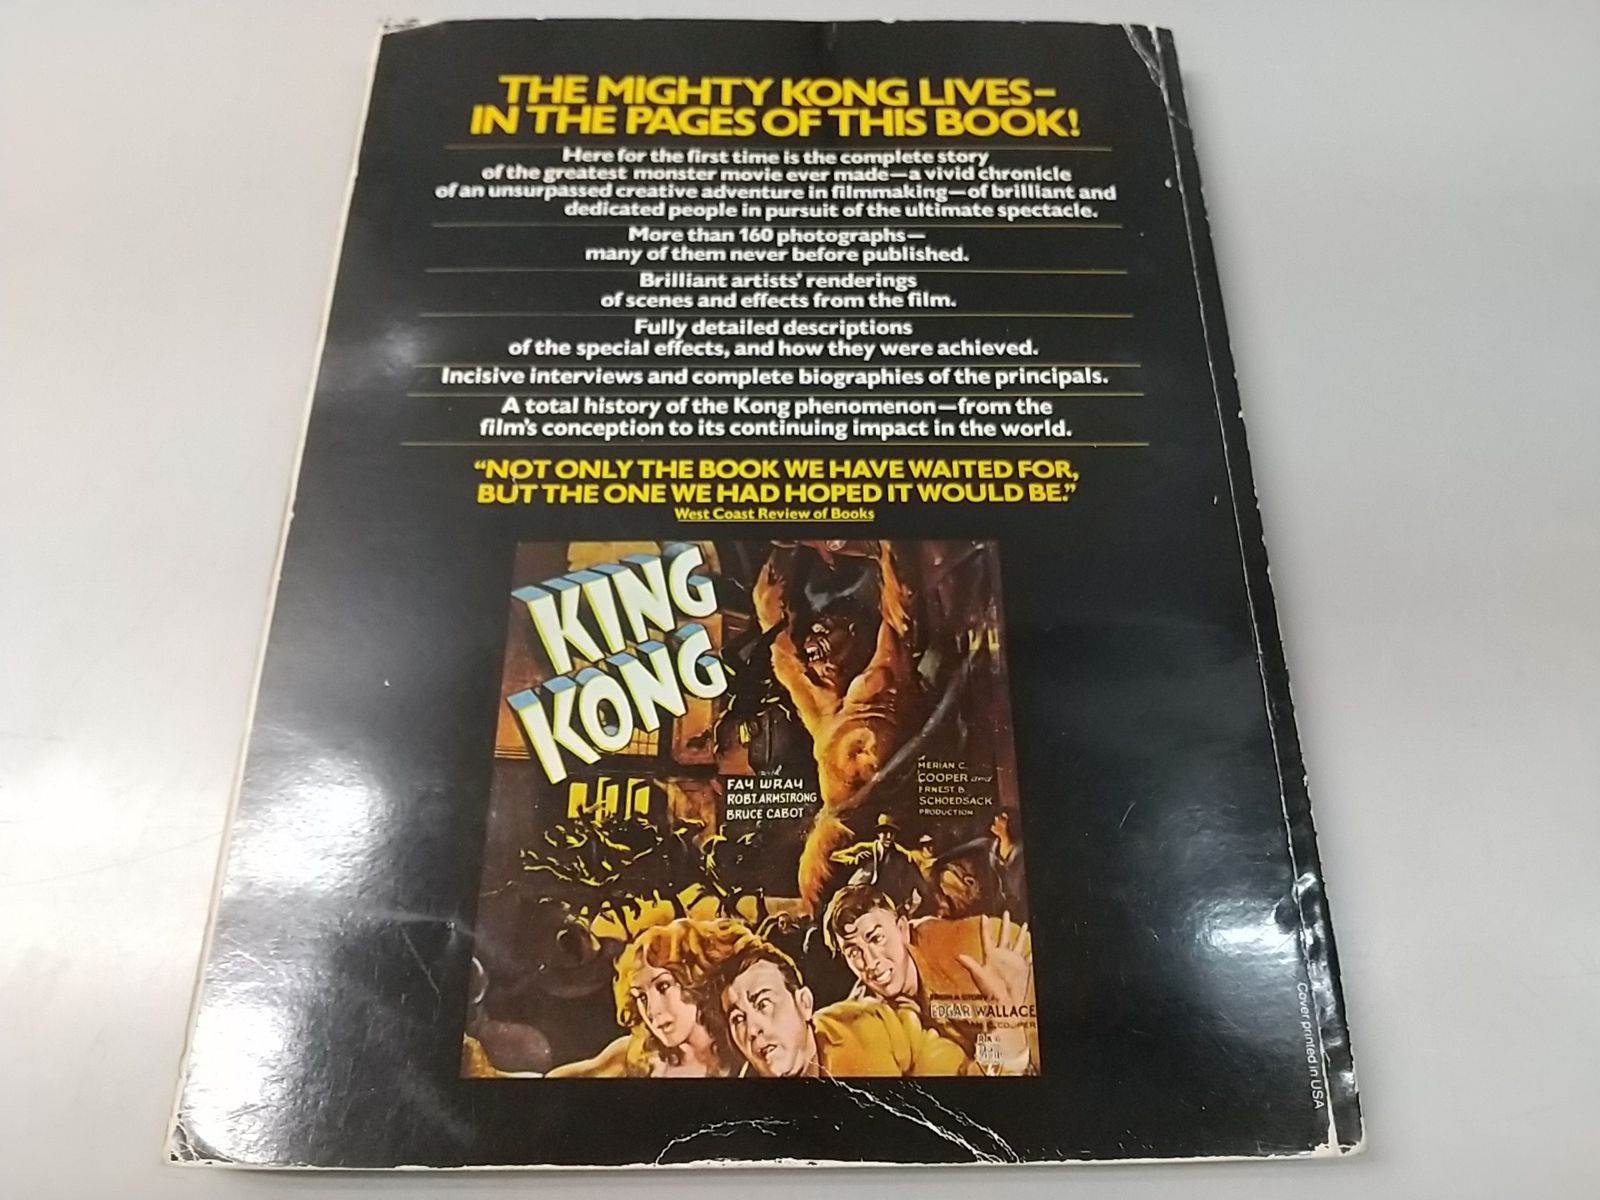 THE MIGHTY KONG LIVES–
IN THE PAGES OF THIS BOOK!
Here for the first time is the complete story
of the greatest monster movie ever made—a vivid chronicle
of an unsurpassed creative adventure in filmmaking—of brilliant and
dedicated people in pursuit of the ultimate spectacle.
More than 160 photographs—
many of them never before published.
Brilliant artists' renderings
of scenes and effects from the film.
Fully detailed descriptions
of the special effects, and how they were achieved.
Incisive interviews and complete biographies of the principals.
A total history of the Kong phenomenon—from the
film's conception to its continuing impact in the world.
“NOT ONLY THE BOOK WE HAVE WAITED FOR,
BUT THE ONE WE HAD HOPED IT WOULD BE.”
West Coast Review of Books
KING
KONG
with
FAY WRAY
ROBT. ARMSTRONG
BRUCE CABOT
A
MERIAN C.
COOPER and
ERNEST B.
SCHOEDSACK
PRODUCTION
FROM A STORY
EDGAR WALLACE
COOPER
Cover printed in USA